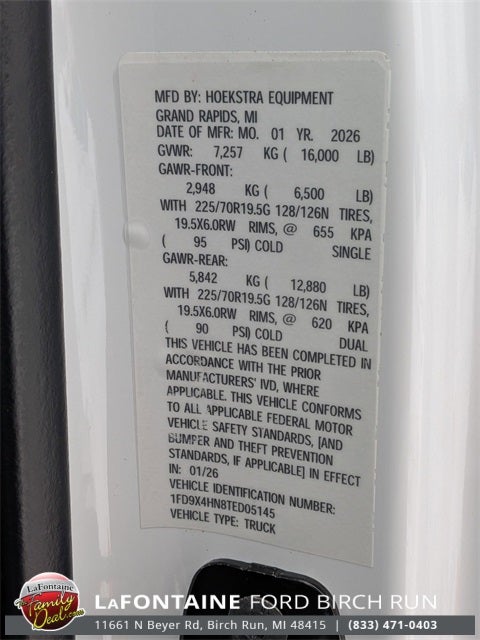 MFD BY: HOEKSTRA EQUIPMENT
GRAND RAPIDS, MI
DATE OF MFR: MO. 01 YR. 2026
GVWR: 7,257 KG ( 16,000 LB)
GAWR-FRONT:
2,948 KG ( 6,500 LB)
WITH 225/70R19.5G 128/126N TIRES,
19.5X6.0RW RIMS, @ 655 KPA
( 95 PSI) COLD SINGLE
GAWR-REAR:
5,842 KG ( 12,880 LB)
WITH 225/70R19.5G 128/126N TIRES,
19.5X6.0RW RIMS, @ 620 KPA
( 90 PSI) COLD DUAL
THIS VEHICLE HAS BEEN COMPLETED IN
ACCORDANCE WITH THE PRIOR
MANUFACTURERS' IVD, WHERE
APPLICABLE. THIS VEHICLE CONFORMS
TO ALL APPLICABLE FEDERAL MOTOR
VEHICLE SAFETY STANDARDS, [AND
BUMPER AND THEFT PREVENTION
STANDARDS, IF APPLICABLE] IN EFFECT
IN: 01/26
VEHICLE IDENTIFICATION NUMBER:
1FD9X4HN8TED05145
VEHICLE TYPE: TRUCK
LaFontaine
Family
Deal.com
LAFONTAINE FORD BIRCH RUN
11661 N Beyer Rd, Birch Run, MI 48415 | (833) 471-0403